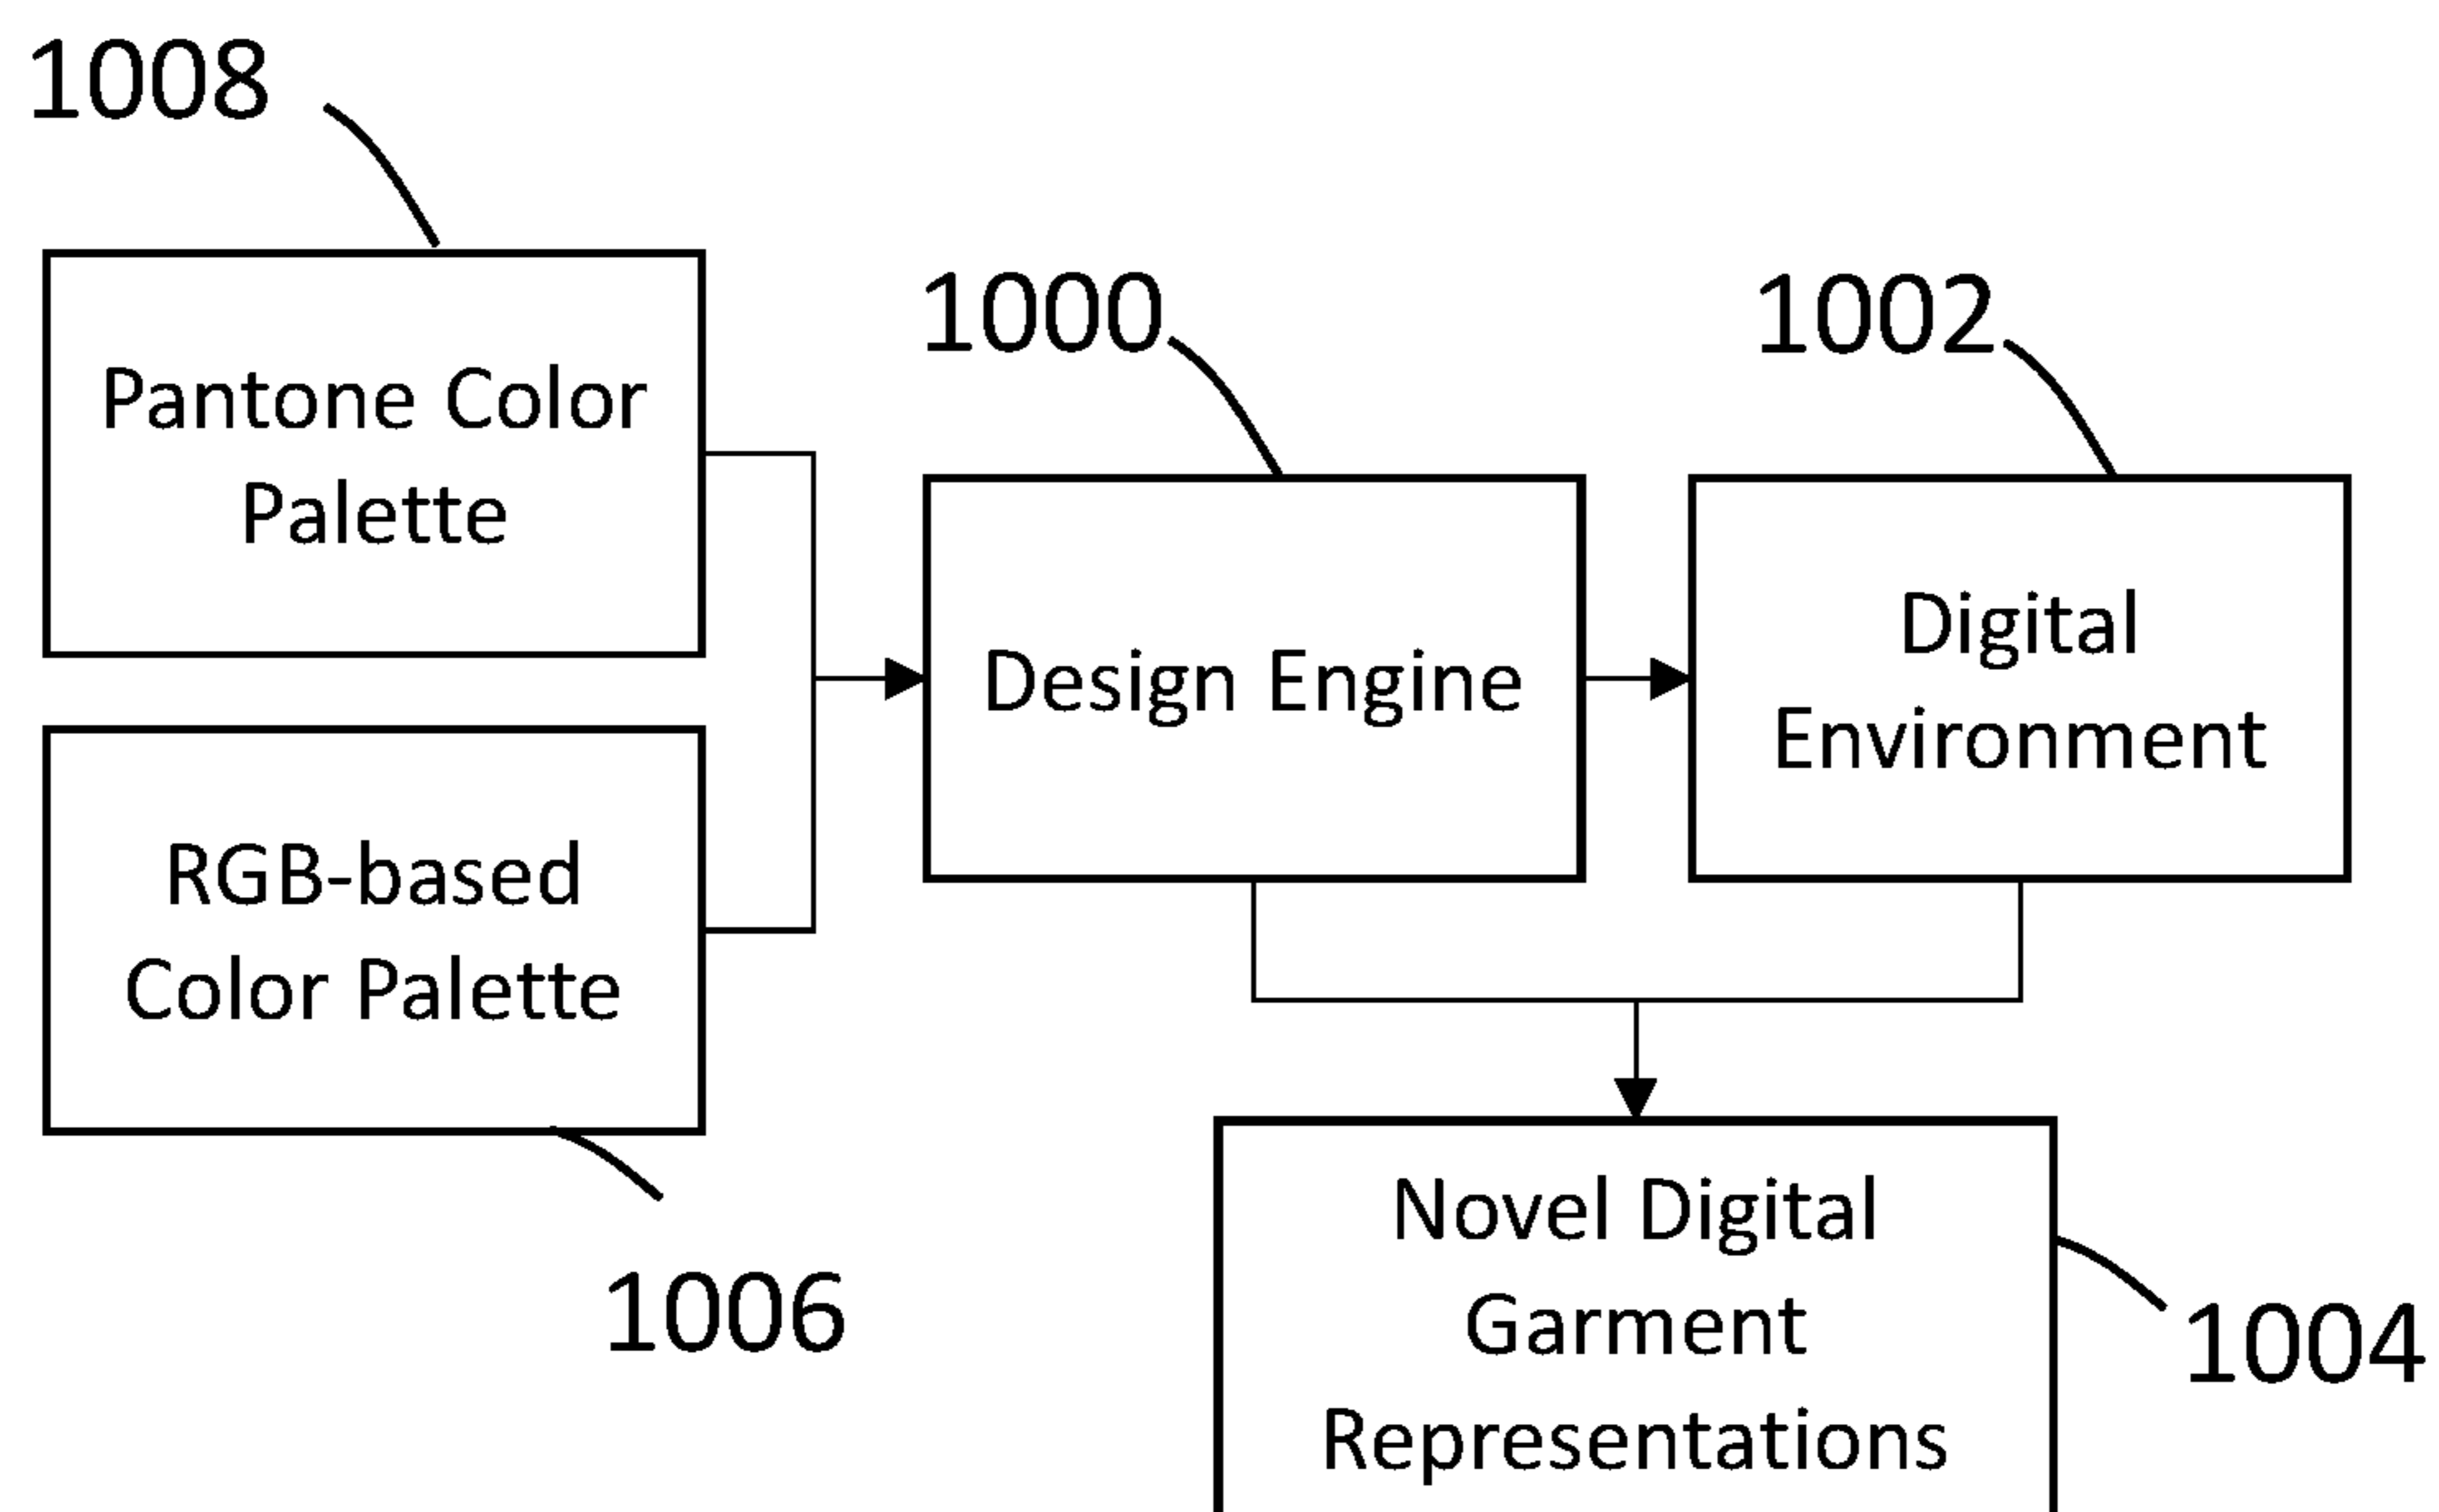 1008
Pantone Color
Palette
1000
Design Engine
1002
Digital
Environment
RGB-based
Color Palette
1006
Novel Digital
Garment
Representations
1004